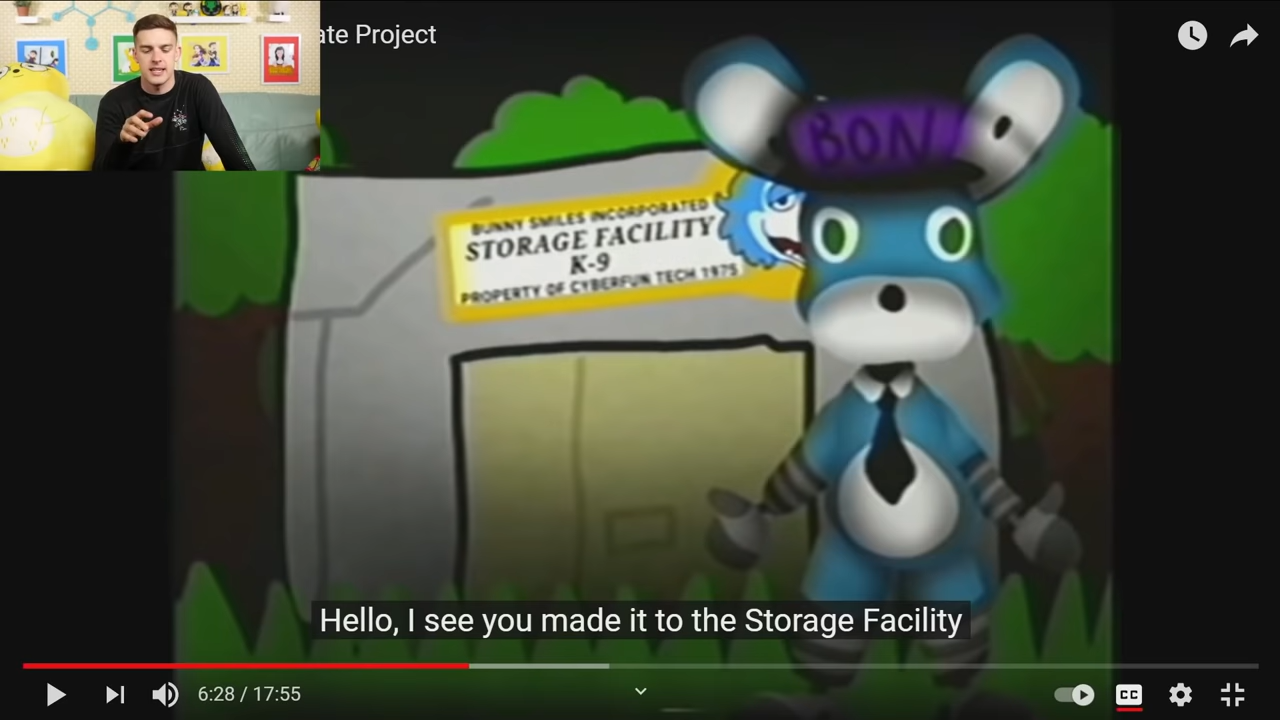 ate Project
BON
BUNNY SMILES INCORPORATED
STORAGE FACILITY
K-9
PROPERTY OF CYBERFUN TECH 1975
Hello, I see you made it to the Storage Facility
6:28 / 17:55
CC